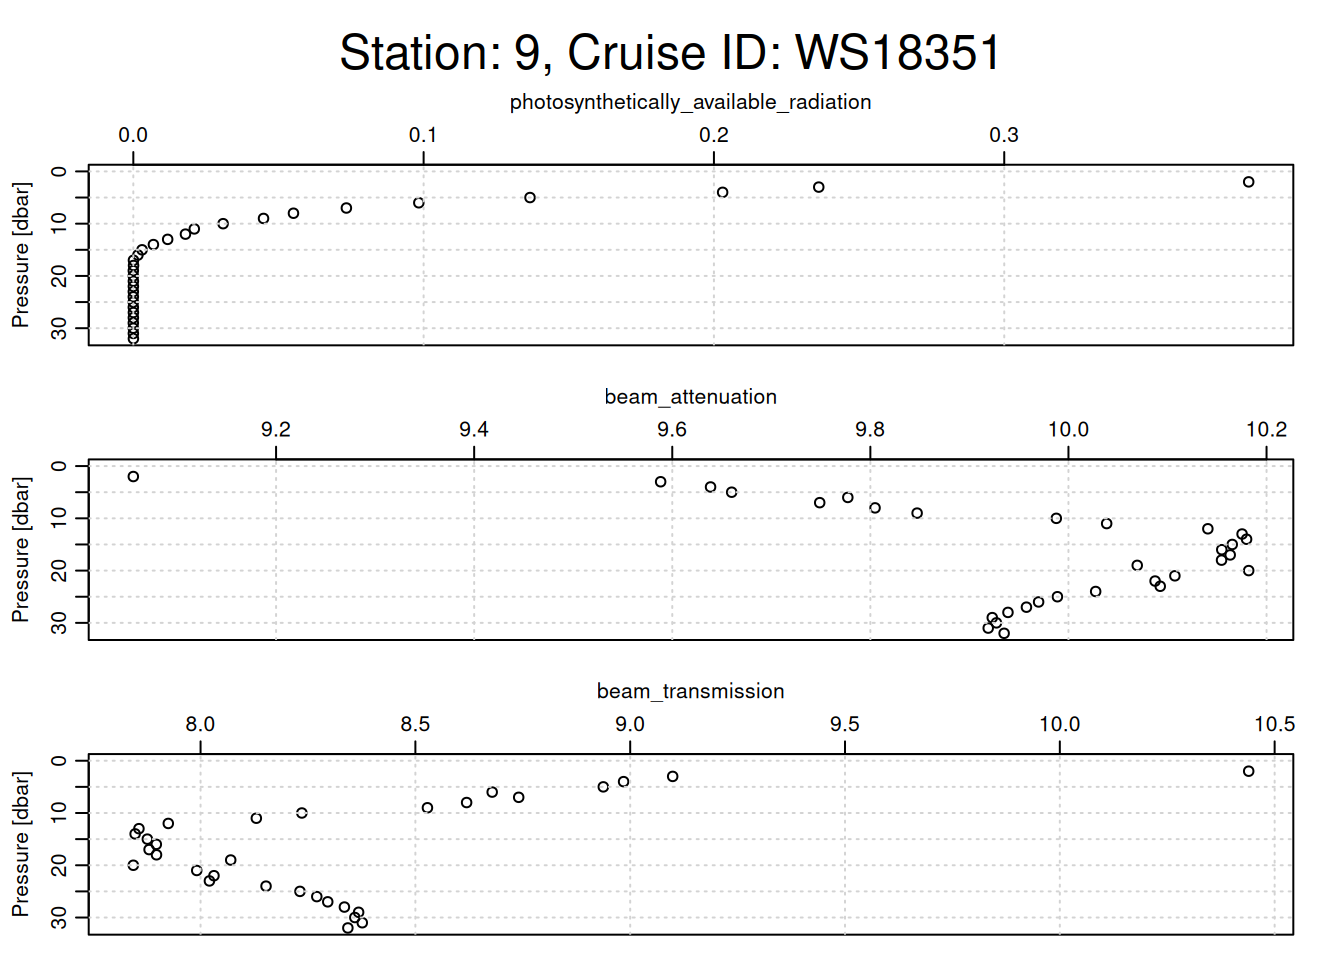 Station: 9, Cruise ID: WS18351
photosynthetically_available_radiation
0.0 0.1 0.2 0.3
Pressure [dbar]
0
10
20
30
beam_attenuation
9.2 9.4 9.6 9.8 10.0 10.2
Pressure [dbar]
0
10
20
30
beam_transmission
8.0 8.5 9.0 9.5 10.0 10.5
Pressure [dbar]
0
10
20
30